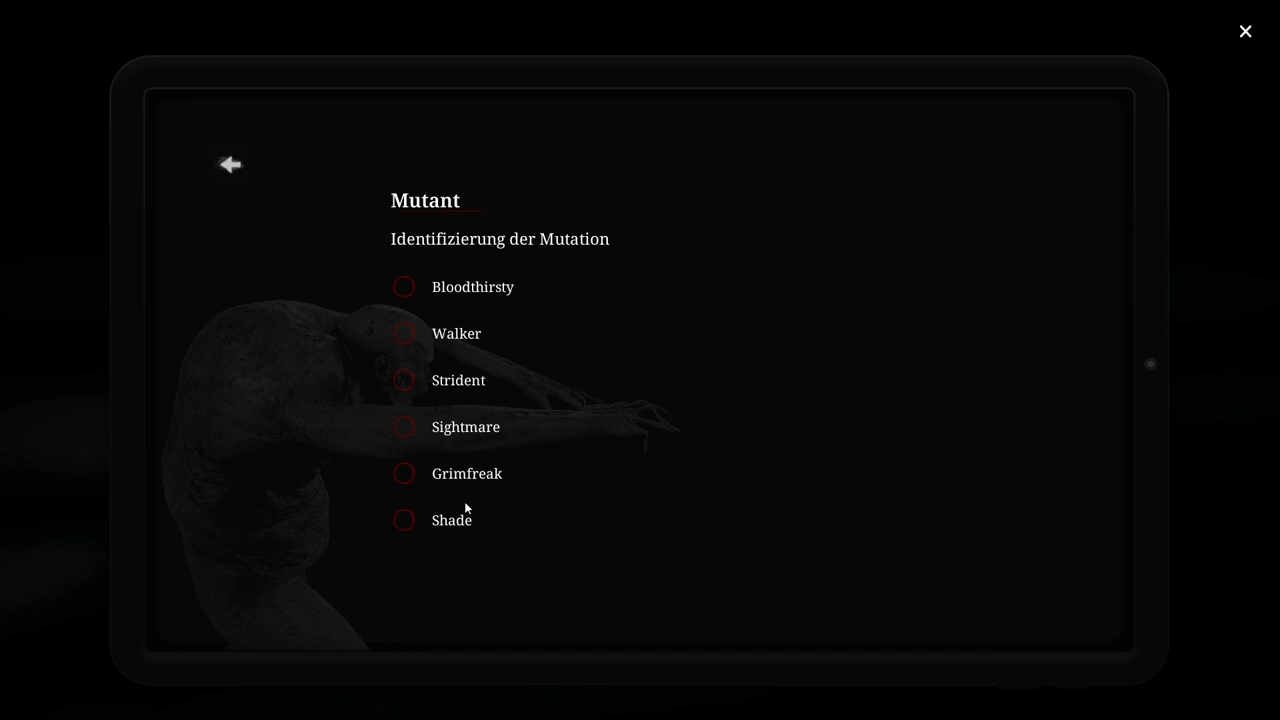 Mutant
Identifizierung der Mutation
Bloodthirsty
Walker
Strident
Sightmare
Grimfreak
Shade